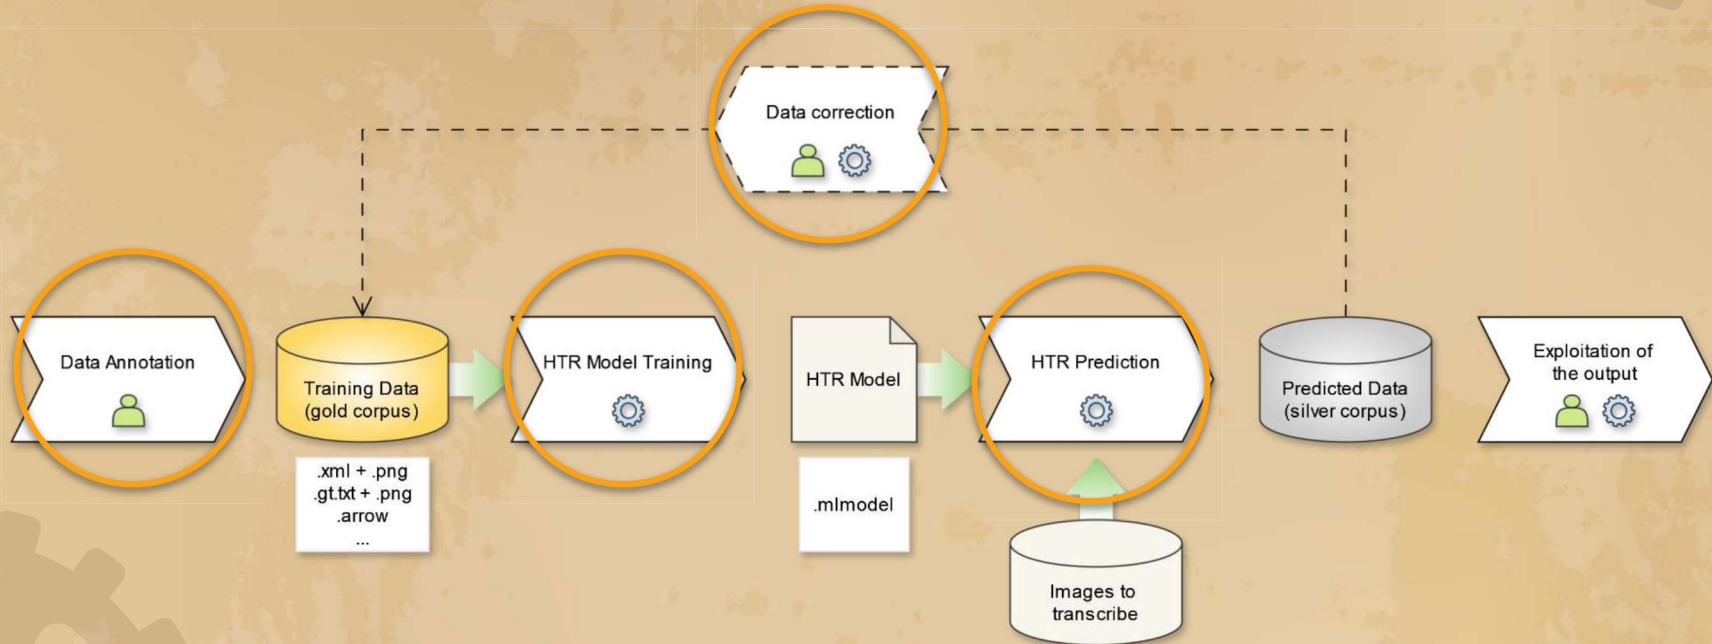 Data correction
Data Annotation
Training Data
(gold corpus)
.xml + .png
.gt.txt + .png
.arrow
...
HTR Model Training
HTR Model
.mlmodel
HTR Prediction
Images to
transcribe
Predicted Data
(silver corpus)
Exploitation of
the output